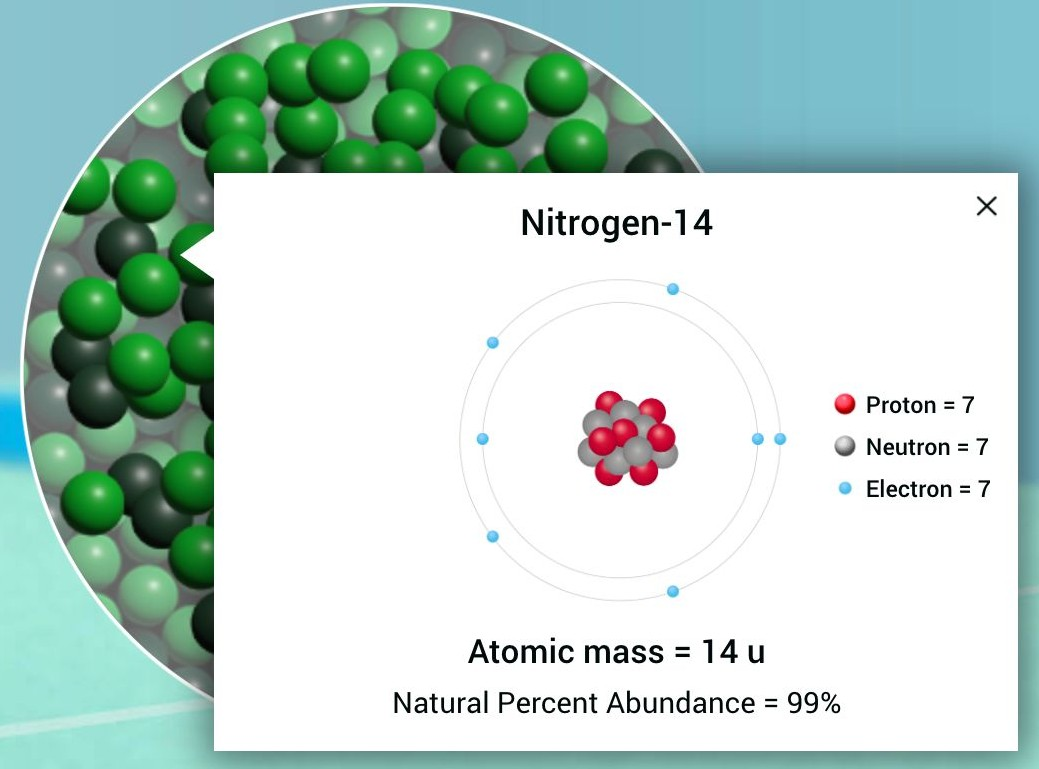 Nitrogen-14
Proton = 7
Neutron = 7
Electron = 7
Atomic mass = 14 u
Natural Percent Abundance = 99%